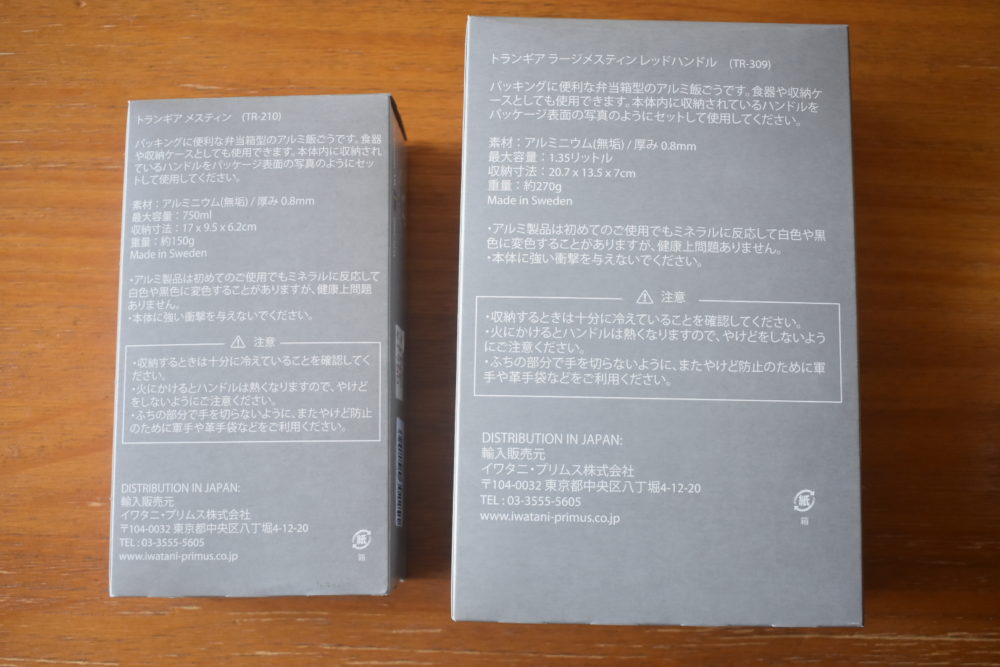 トランギア メスティン (TR-210)
パッキングに便利な弁当箱型のアルミ飯ごうです。食器
や収納ケースとしても使用できます。本体内に収納され
ているハンドルをパッケージ表面の写真のようにセット
して使用してください。
素材：アルミニウム(無垢) / 厚み 0.8mm
最大容量：750ml
収納寸法：17 x 9.5 x 6.2cm
重量：約150g
Made in Sweden
・アルミ製品は初めてのご使用でもミネラルに反応して
白色や黒色に変色することがありますが、健康上問題
ありません。
・本体に強い衝撃を与えないでください。
注意
・収納するときは十分に冷えていることを確認してく
ださい。
・火にかけるとハンドルは熱くなりますので、やけど
をしないようにご注意ください。
・ふちの部分で手を切らないように、またやけど防止
のために軍手や革手袋などをご利用ください。
DISTRIBUTION IN JAPAN:
輸入販売元
イワタニ・プリムス株式会社
〒104-0032 東京都中央区八丁堀4-12-20
TEL : 03-3555-5605
www.iwatani-primus.co.jp
紙
箱
トランギア ラージメスティン レッドハンドル (TR-309)
パッキングに便利な弁当箱型のアルミ飯ごうです。食器や収納ケ
ースとしても使用できます。本体内に収納されているハンドルを
パッケージ表面の写真のようにセットして使用してください。
素材：アルミニウム(無垢) / 厚み 0.8mm
最大容量：1.35リットル
収納寸法：20.7 x 13.5 x 7cm
重量：約270g
Made in Sweden
・アルミ製品は初めてのご使用でもミネラルに反応して白色や黒
色に変色することがありますが、健康上問題ありません。
・本体に強い衝撃を与えないでください。
注意
・収納するときは十分に冷えていることを確認してください。
・火にかけるとハンドルは熱くなりますので、やけどをしないよう
にご注意ください。
・ふちの部分で手を切らないように、またやけど防止のために軍
手や革手袋などをご利用ください。
DISTRIBUTION IN JAPAN:
輸入販売元
イワタニ・プリムス株式会社
〒104-0032 東京都中央区八丁堀4-12-20
TEL : 03-3555-5605
www.iwatani-primus.co.jp
紙
箱